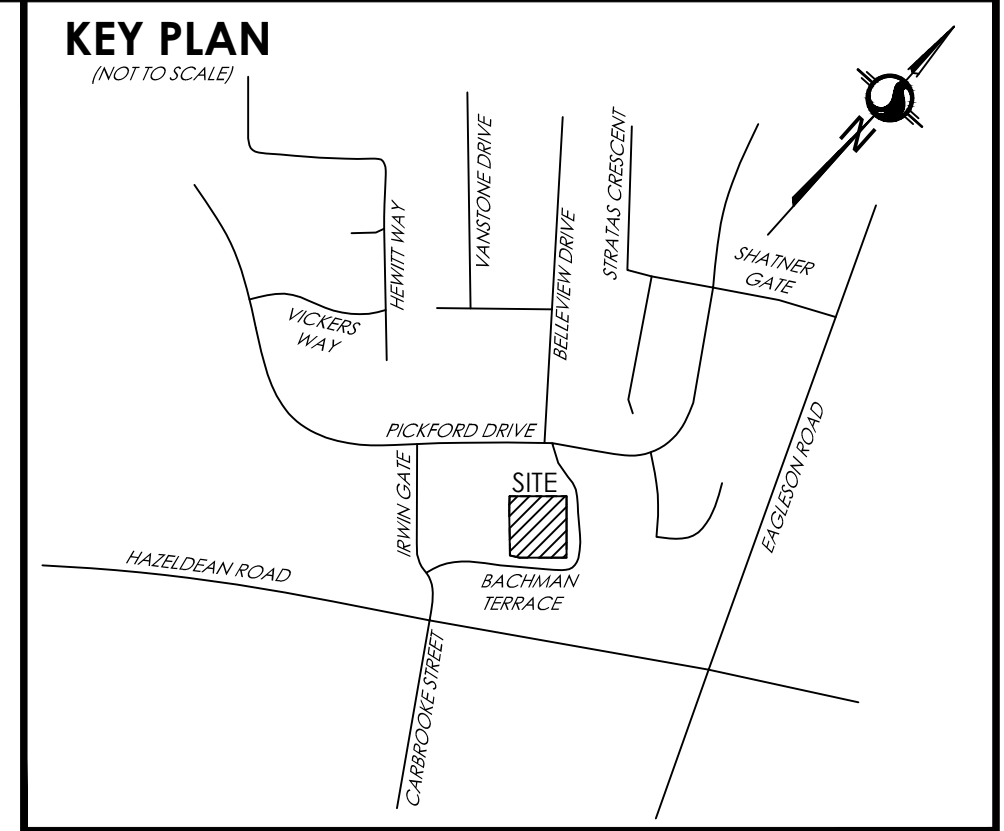 KEY PLAN
(NOT TO SCALE)
N
VANSTONE DRIVE
STRATAS CRESCENT
HEWITT WAY
BELLEVIEW DRIVE
SHATNER
GATE
VICKERS
WAY
PICKFORD DRIVE
EAGLESON ROAD
IRWIN GATE
SITE
HAZELDEAN ROAD
BACHMAN
TERRACE
CARBROOKE STREET